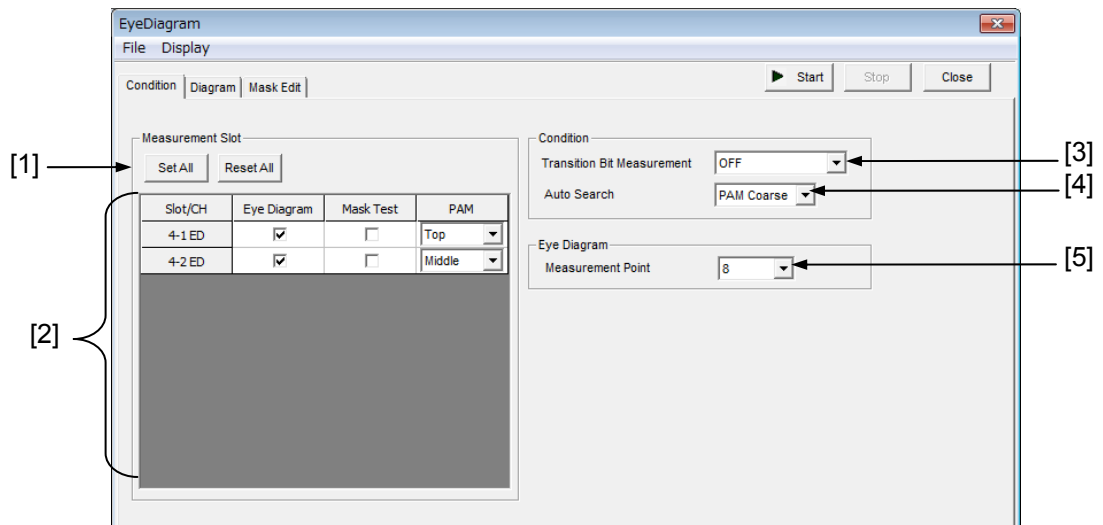 EyeDiagram
File Display
Start Stop Close
Condition Diagram Mask Edit
Measurement Slot
[1] Set All Reset All
Slot/CH Eye Diagram Mask Test PAM
4-1 ED Top
4-2 ED Middle
[2]
Condition
Transition Bit Measurement OFF [3]
Auto Search PAM Coarse [4]
Eye Diagram
Measurement Point 8 [5]